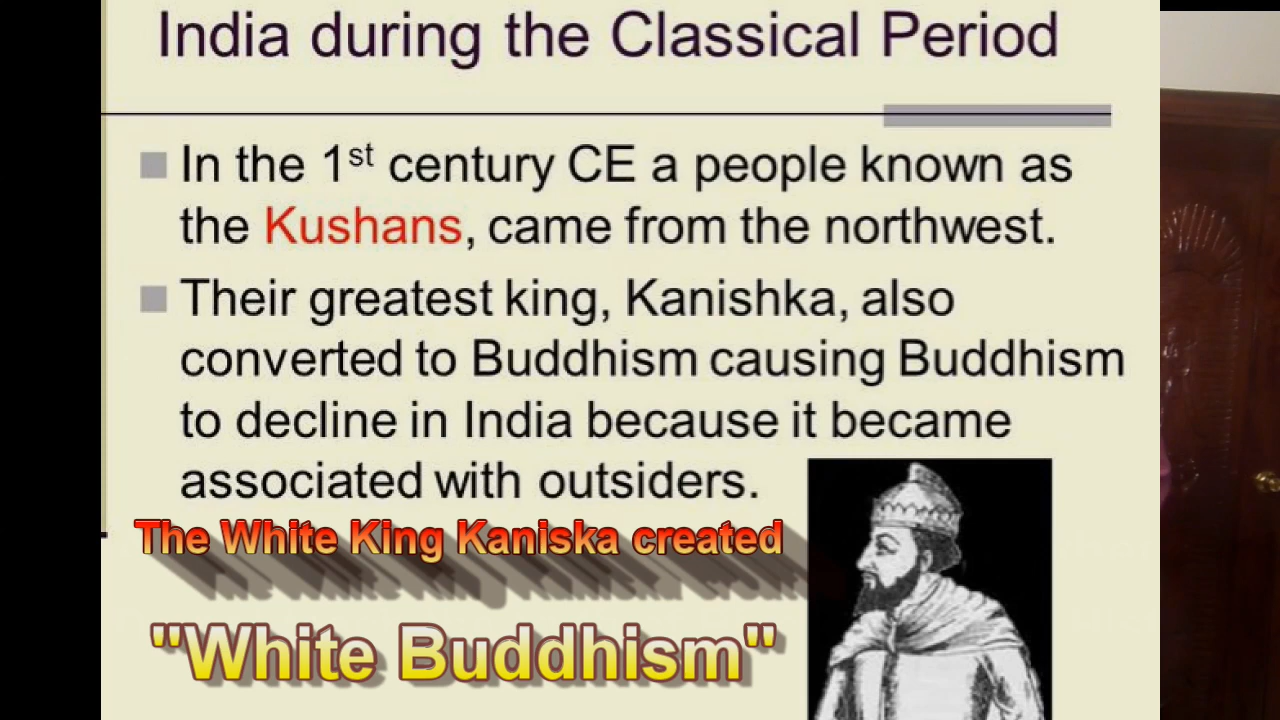 India during the Classical Period
In the 1st century CE a people known as
the Kushans, came from the northwest.
Their greatest king, Kanishka, also
converted to Buddhism causing Buddhism
to decline in India because it became
associated with outsiders.
The White King Kaniska created
"White Buddhism"